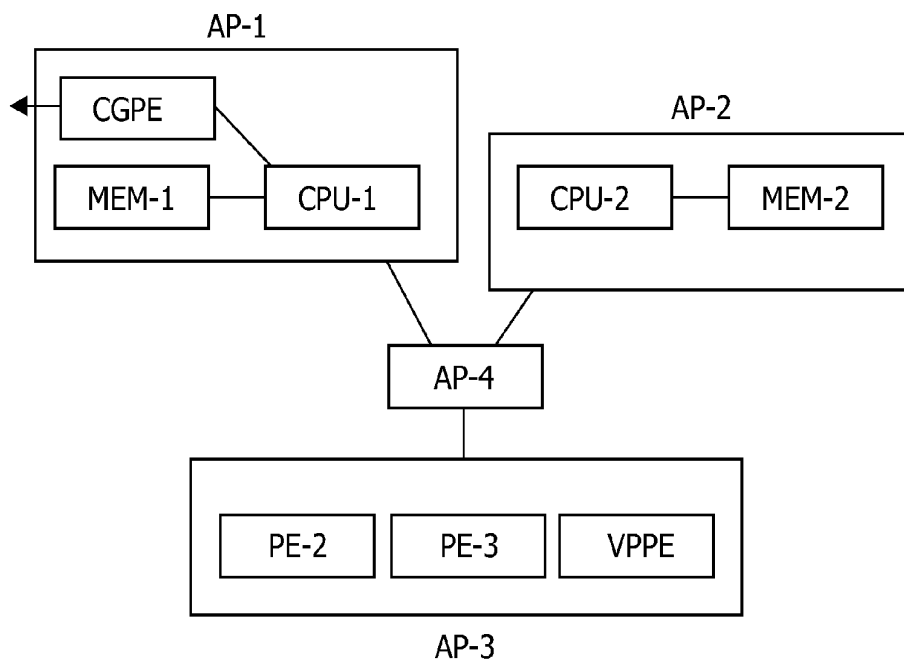 AP-1
CGPE
MEM-1
CPU-1
AP-2
CPU-2
MEM-2
AP-4
PE-2
PE-3
VPPE
AP-3